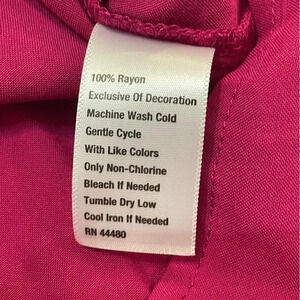 100% Rayon
Exclusive Of Decoration
Machine Wash Cold
Gentle Cycle
With Like Colors
Only Non-Chlorine
Bleach If Needed
Tumble Dry Low
Cool Iron If Needed
RN 44480